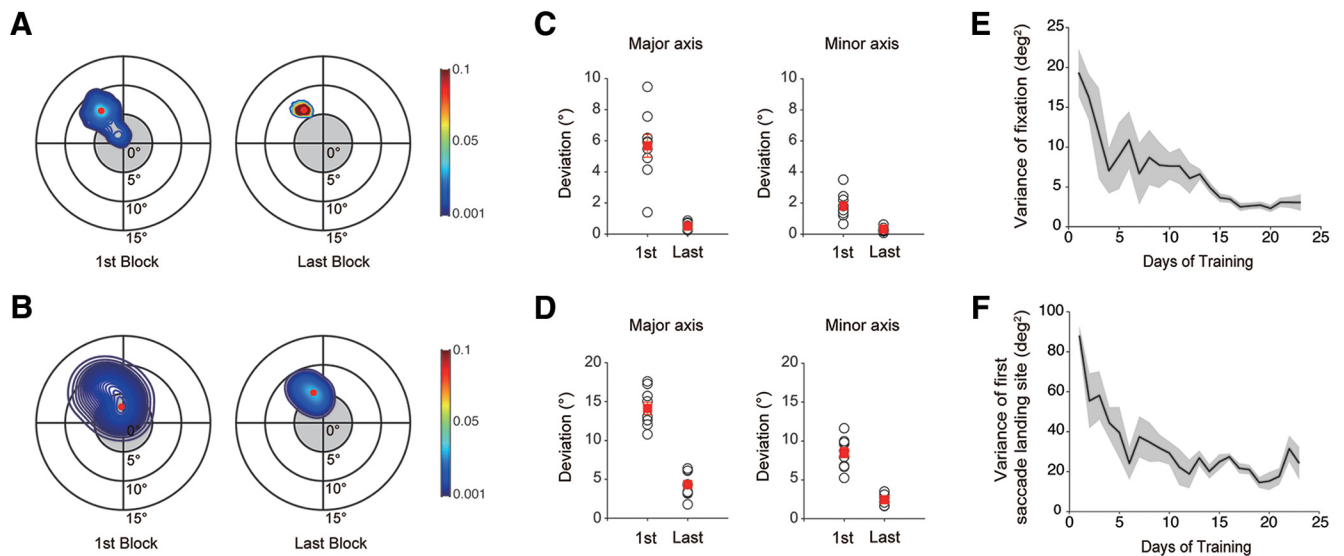 A
0°
5°
10°
15°
1st Block
0°
5°
10°
15°
Last Block
0.1
0.05
0.001
B
0°
5°
10°
15°
1st Block
0°
5°
10°
15°
Last Block
0.1
0.05
0.001
C
Major axis
Deviation (°)
10
8
6
4
2
0
1st Last
Minor axis
Deviation (°)
10
8
6
4
2
0
1st Last
D
Major axis
Deviation (°)
20
15
10
5
0
1st Last
Minor axis
Deviation (°)
20
15
10
5
0
1st Last
E
Variance of fixation (deg²)
25
20
15
10
5
0
0 5 10 15 20 25
Days of Training
F
Variance of first
saccade landing site (deg²)
100
80
60
40
20
0
0 5 10 15 20 25
Days of Training